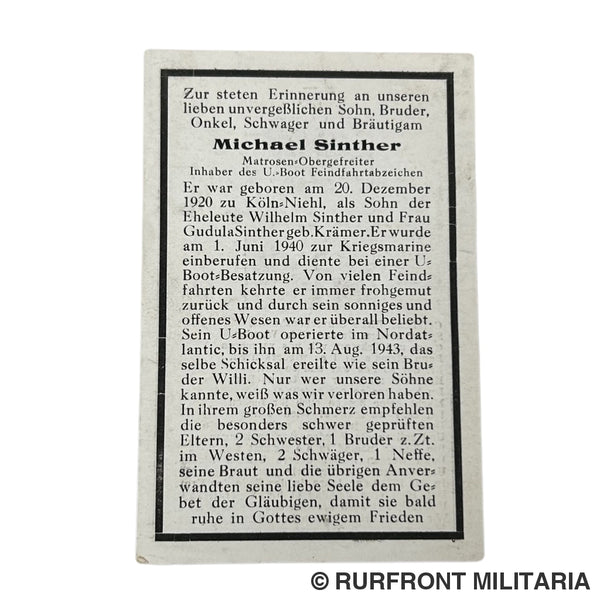 Zur steten Erinnerung an unseren
lieben unvergeßlichen Sohn, Bruder,
Onkel, Schwager und Bräutigam
Michael Sinther
Matrosen-Obergefreiter
Inhaber des U.-Boot Feindfahrtabzeichen
Er war geboren am 20. Dezember
1920 zu Köln-Niehl, als Sohn der
Eheleute Wilhelm Sinther und Frau
Gudula Sinther geb. Krämer. Er wurde
am 1. Juni 1940 zur Kriegsmarine
einberufen und diente bei einer U-
Boot-Besatzung. Von vielen Feind-
fahrten kehrte er immer frohgemut
zurück und durch sein sonniges und
offenes Wesen war er überall beliebt.
Sein U-Boot operierte im Nordat-
lantic, bis ihn am 13. Aug. 1943, das
selbe Schicksal ereilte wie sein Bru-
der Willi. Nur wer unsere Söhne
kannte, weiß was wir verloren haben.
In ihrem großen Schmerz empfehlen
die besonders schwer geprüften
Eltern, 2 Schwester, 1 Bruder z. Zt.
im Westen, 2 Schwäger, 1 Neffe,
seine Braut und die übrigen Anver-
wandten seine liebe Seele dem Ge-
bet der Gläubigen, damit sie bald
ruhe in Gottes ewigem Frieden
© RURFRONT MILITARIA